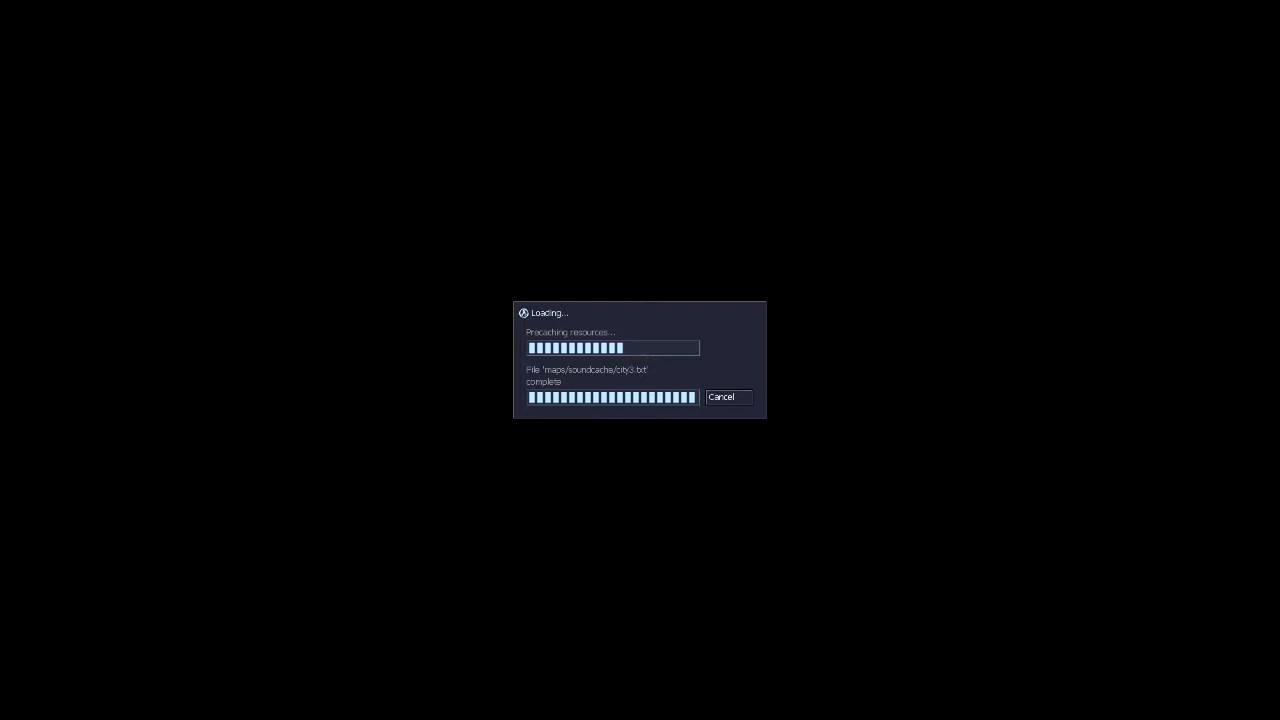 Loading...
Precaching resources...
File 'maps/soundcache/city3.txt'
complete
Cancel